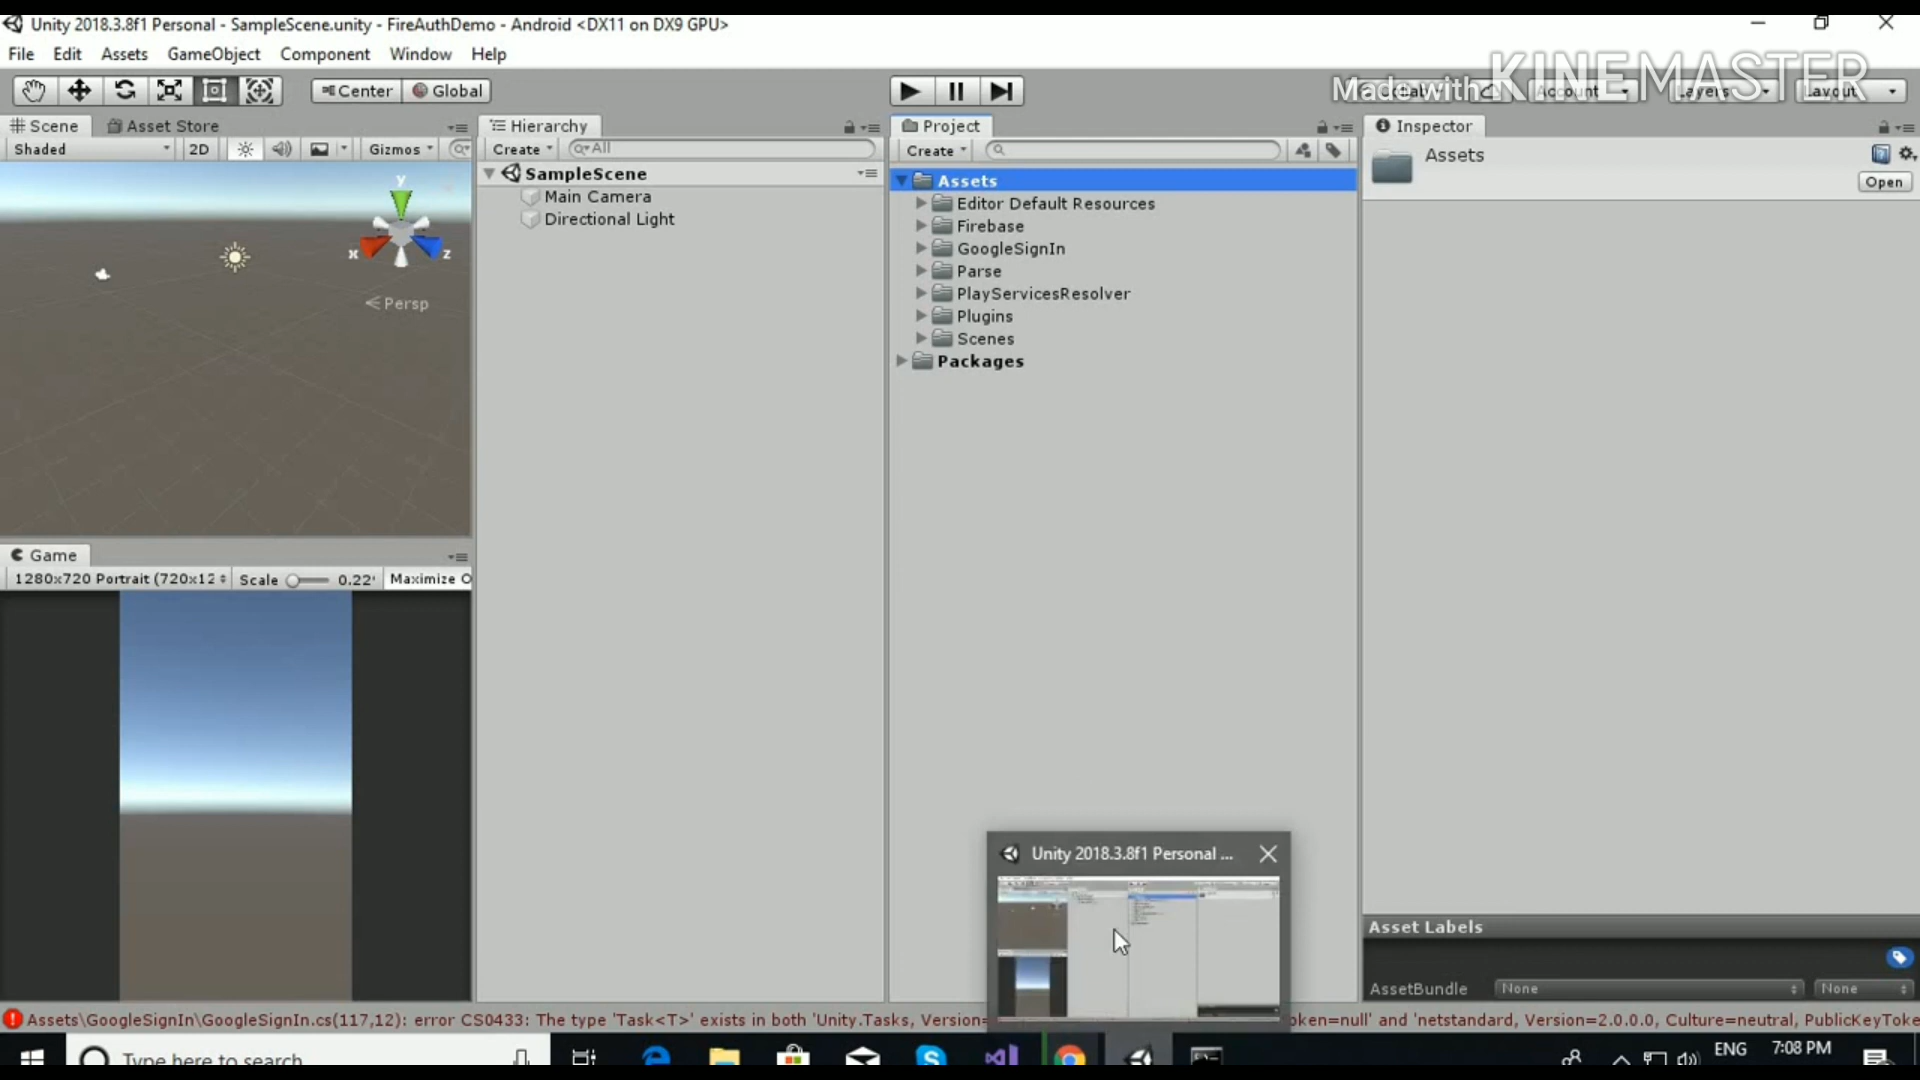 Unity 2018.3.8f1 Personal - SampleScene.unity - FireAuthDemo - Android <DX11 on DX9 GPU>
File Edit Assets GameObject Component Window Help
Center Global
Made with KINEMASTER
Collab Account Layers Layout
Scene Asset Store
Shaded 2D Gizmos
Hierarchy
Create All
SampleScene
Main Camera
Directional Light
Project
Create
Assets
Editor Default Resources
Firebase
GoogleSignIn
Parse
PlayServicesResolver
Plugins
Scenes
Packages
Inspector
Assets
Open
y
x z
Persp
Game
1280x720 Portrait (720x12 Scale 0.22 Maximize O
Unity 2018.3.8f1 Personal ...
Asset Labels
AssetBundle None None
Assets\GoogleSignIn\GoogleSignIn.cs(117,12): error CS0433: The type 'Task<T>' exists in both 'Unity.Tasks, Version= oken=null' and 'netstandard, Version=2.0.0.0, Culture=neutral, PublicKeyToke
Type here to search
ENG 7:08 PM